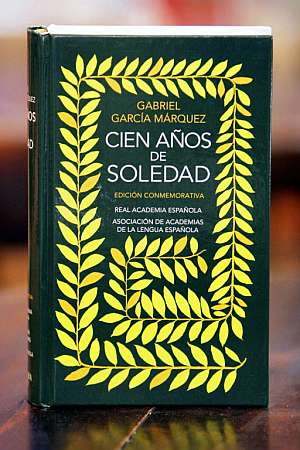 GABRIEL
GARCÍA MÁRQUEZ
CIEN AÑOS
DE
SOLEDAD
EDICIÓN CONMEMORATIVA
REAL ACADEMIA ESPAÑOLA
ASOCIACIÓN DE ACADEMIAS
DE LA LENGUA ESPAÑOLA